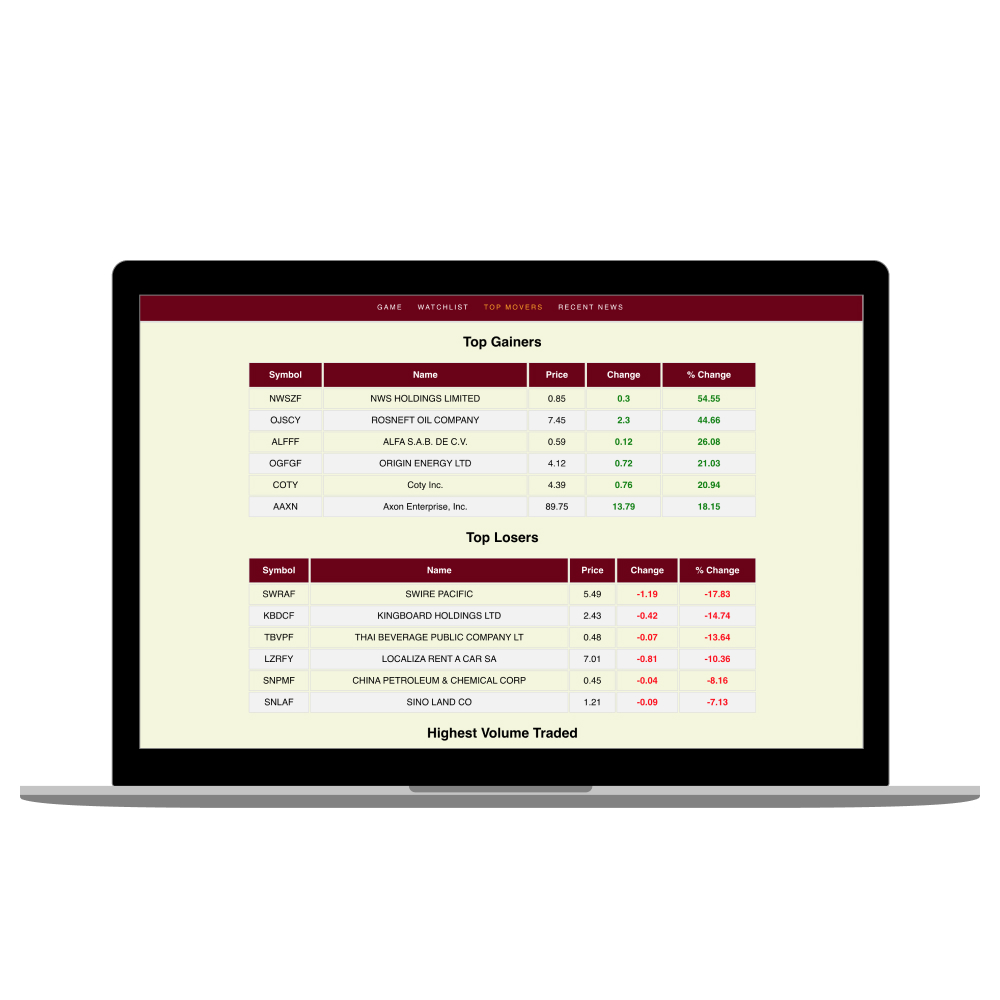 GAME WATCHLIST TOP MOVERS RECENT NEWS
Top Gainers
Symbol Name Price Change % Change
NWSZF NWS HOLDINGS LIMITED 0.85 0.3 54.55
OJSCY ROSNEFT OIL COMPANY 7.45 2.3 44.66
ALFFF ALFA S.A.B. DE C.V. 0.59 0.12 26.08
OGFGF ORIGIN ENERGY LTD 4.12 0.72 21.03
COTY Coty Inc. 4.39 0.76 20.94
AAXN Axon Enterprise, Inc. 89.75 13.79 18.15
Top Losers
Symbol Name Price Change % Change
SWRAF SWIRE PACIFIC 5.49 -1.19 -17.83
KBDCF KINGBOARD HOLDINGS LTD 2.43 -0.42 -14.74
TBVPF THAI BEVERAGE PUBLIC COMPANY LT 0.48 -0.07 -13.64
LZRFY LOCALIZA RENT A CAR SA 7.01 -0.81 -10.36
SNPMF CHINA PETROLEUM & CHEMICAL CORP 0.45 -0.04 -8.16
SNLAF SINO LAND CO 1.21 -0.09 -7.13
Highest Volume Traded